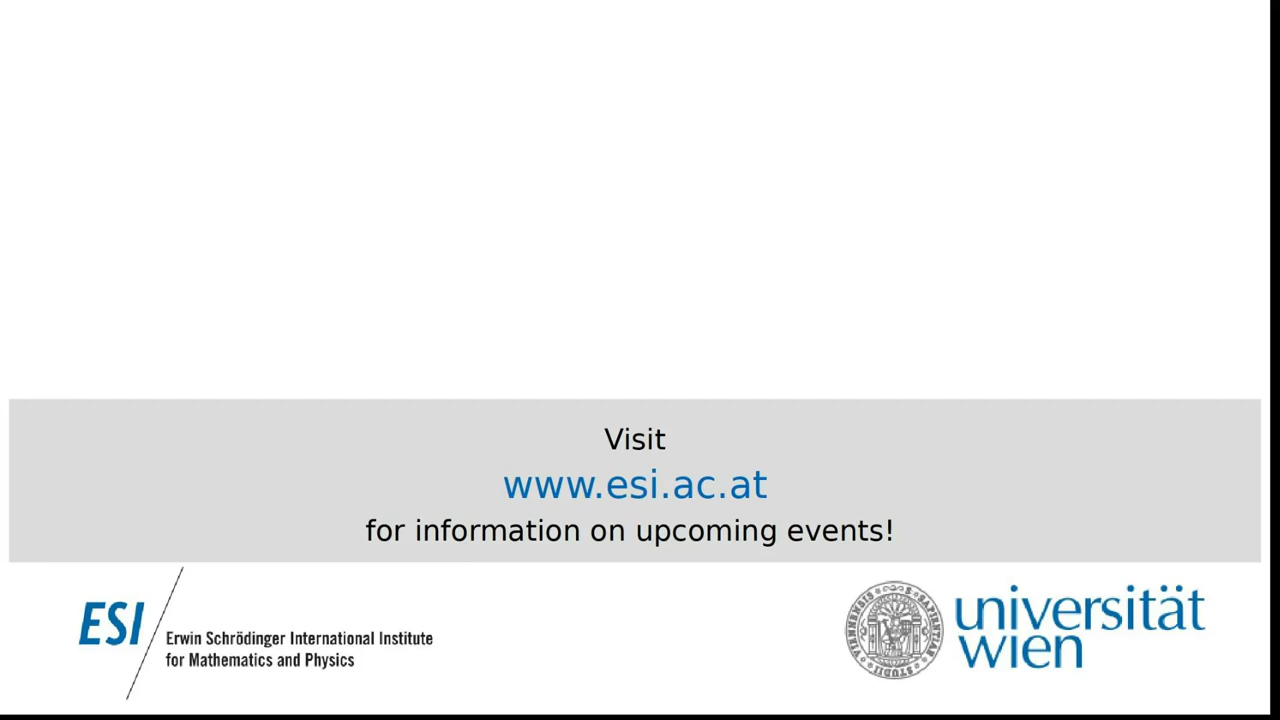 Visit
www.esi.ac.at
for information on upcoming events!
ESI
Erwin Schrödinger International Institute
for Mathematics and Physics
universität
wien